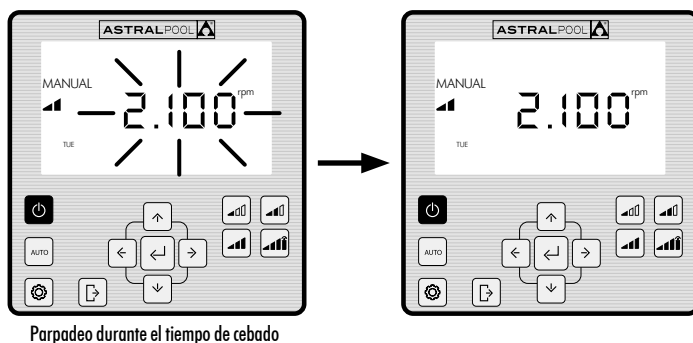 ASTRALPOOL
MANUAL
2.100 rpm
TUE
AUTO
Parpadeo durante el tiempo de cebado
ASTRALPOOL
MANUAL
2.100 rpm
TUE
AUTO